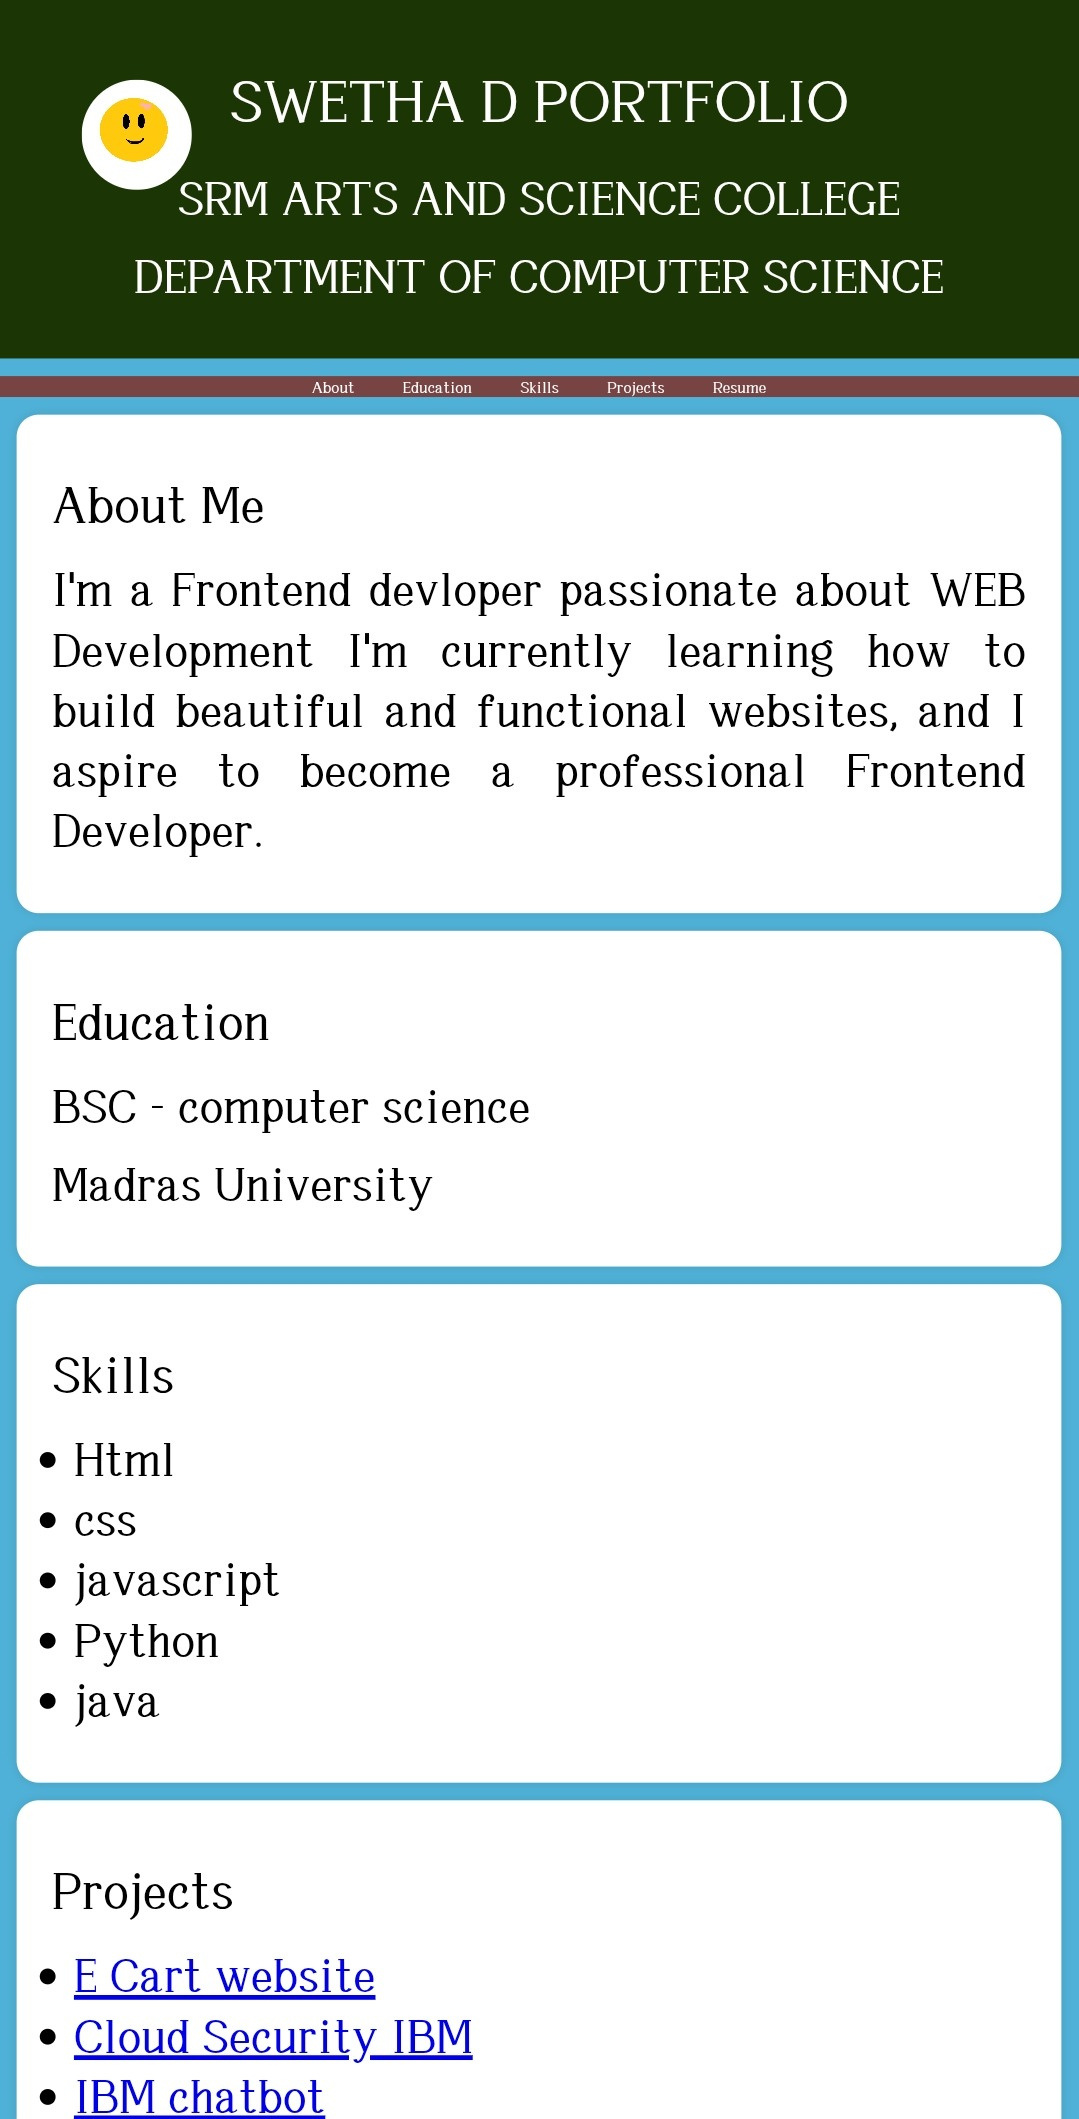 SWETHA D PORTFOLIO
SRM ARTS AND SCIENCE COLLEGE
DEPARTMENT OF COMPUTER SCIENCE
About Education Skills Projects Resume
About Me
I'm a Frontend devloper passionate about WEB
Development I'm currently learning how to
build beautiful and functional websites, and I
aspire to become a professional Frontend
Developer.
Education
BSC - computer science
Madras University
Skills
• Html
• css
• javascript
• Python
• java
Projects
• E Cart website
• Cloud Security IBM
• IBM chatbot